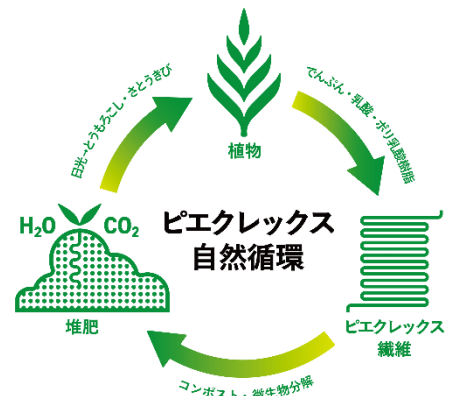 日光→とうもろこし・さとうきび
植物
でんぷん・乳酸・ポリ乳酸樹脂
H₂O
CO₂
ピエクレックス
自然循環
堆肥
ピエクレックス
繊維
コンポスト・微生物分解